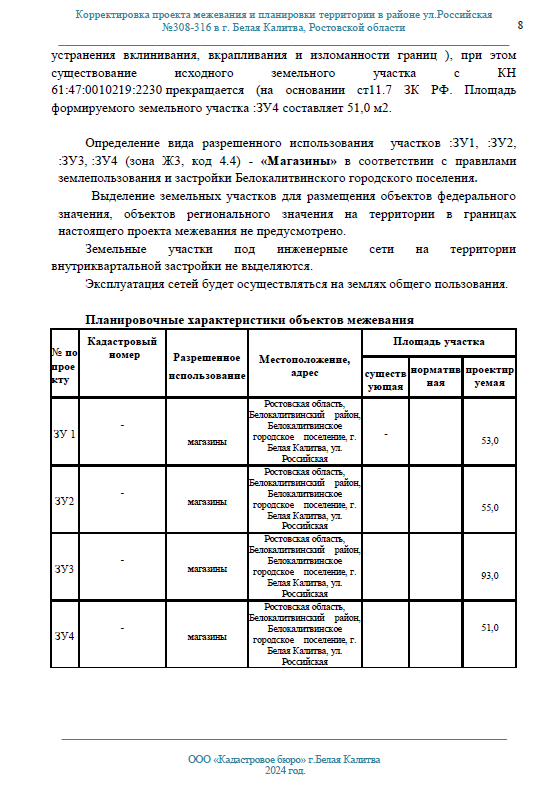 Корректировка проекта межевания и планировки территории в районе ул.Российская
№308-316 в г. Белая Калитва, Ростовской области
8
устранения вклинивания, вкрапливания и изломанности границ ), при этом
существование исходного земельного участка с КН
61:47:0010219:2230 прекращается (на основании ст11.7 ЗК РФ. Площадь
формируемого земельного участка :ЗУ4 составляет 51,0 м2.
Определение вида разрешенного использования участков :ЗУ1, :ЗУ2,
:ЗУ3, :ЗУ4 (зона Ж3, код 4.4) - «Магазины» в соответствии с правилами
землепользования и застройки Белокалитвинского городского поселения.
Выделение земельных участков для размещения объектов федерального
значения, объектов регионального значения на территории в границах
настоящего проекта межевания не предусмотрено.
Земельные участки под инженерные сети на территории
внутриквартальной застройки не выделяются.
Эксплуатация сетей будет осуществляться на землях общего пользования.
Планировочные характеристики объектов межевания
№ по
прое
кту
Кадастровый
номер
Разрешенное
использование
Местоположение,
адрес
Площадь участка
существ
ующая
норматив
ная
проектир
уемая
ЗУ 1
-
магазины
Ростовская область,
Белокалитвинский район,
Белокалитвинское
городское поселение, г.
Белая Калитва, ул.
Российская
-
53,0
ЗУ2
-
магазины
Ростовская область,
Белокалитвинский район,
Белокалитвинское
городское поселение, г.
Белая Калитва, ул.
Российская
55,0
ЗУ3
-
магазины
Ростовская область,
Белокалитвинский район,
Белокалитвинское
городское поселение, г.
Белая Калитва, ул.
Российская
93,0
ЗУ4
-
магазины
Ростовская область,
Белокалитвинский район,
Белокалитвинское
городское поселение, г.
Белая Калитва, ул.
Российская
51,0
ООО «Кадастровое бюро» г.Белая Калитва
2024 год.